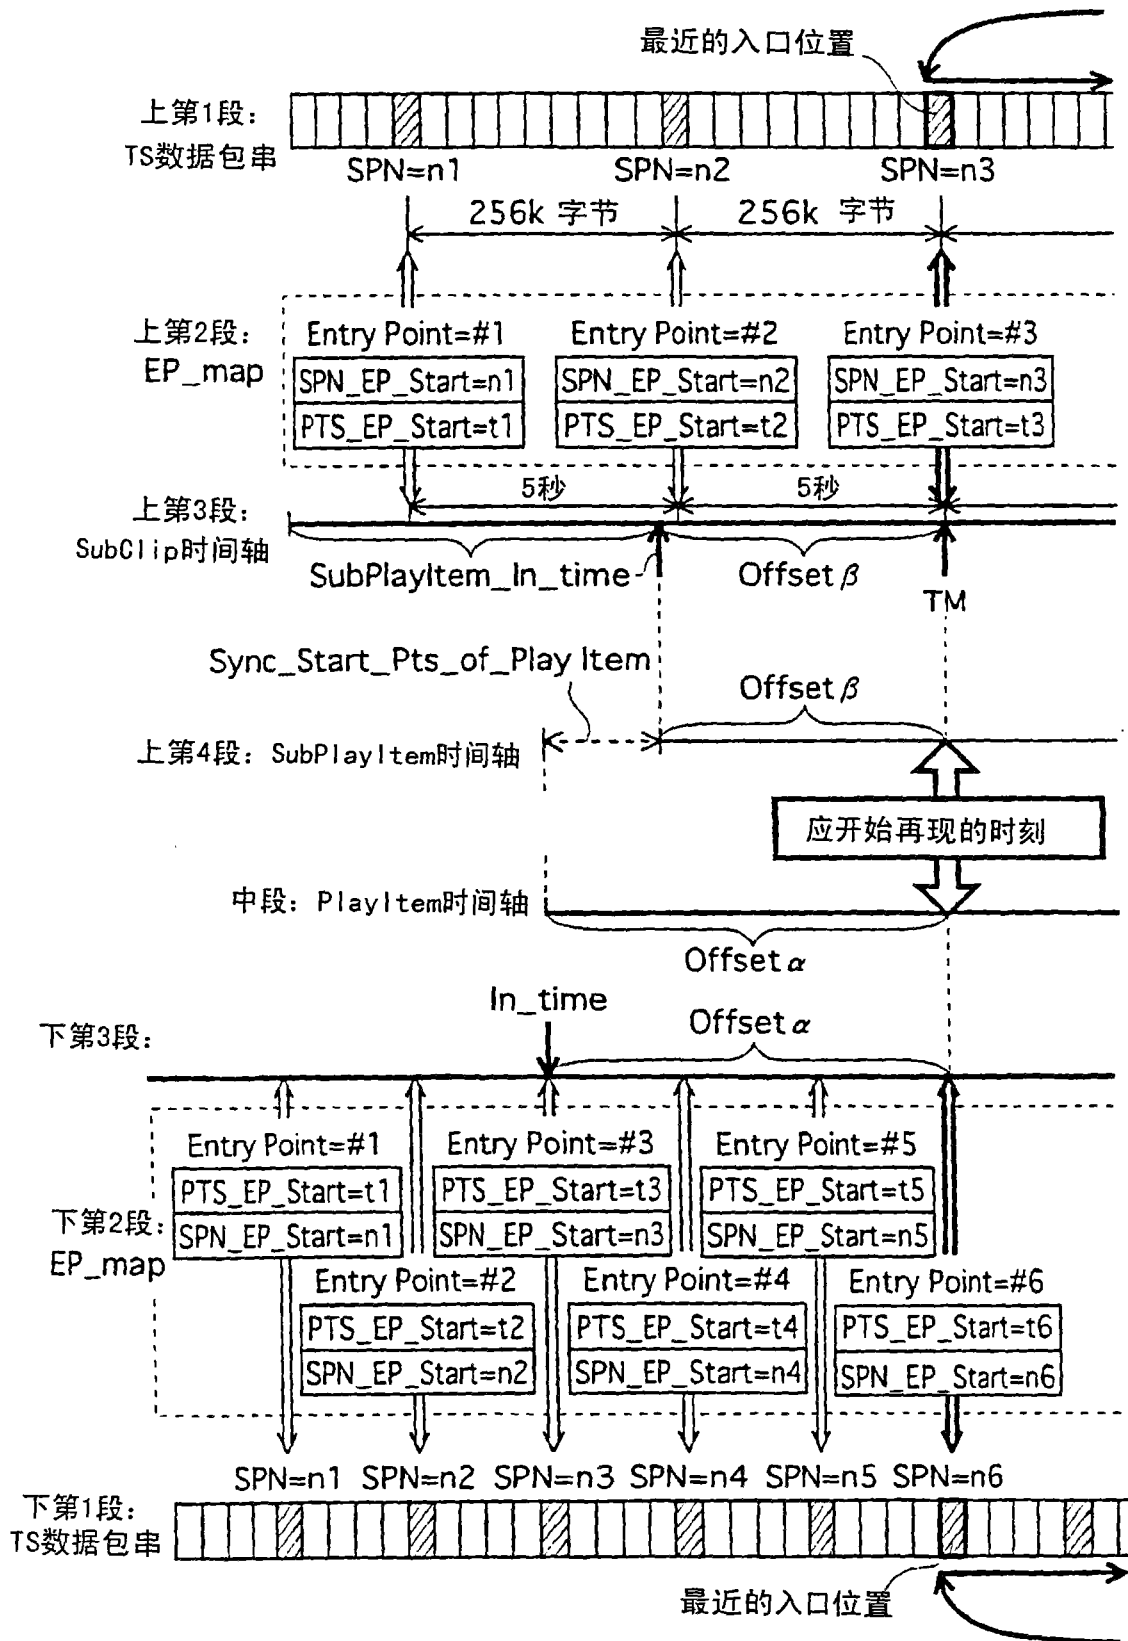 最近的入口位置
上第1段：
TS数据包串
SPN=n1 SPN=n2 SPN=n3
256k 字节 256k 字节
上第2段：
EP_map
Entry Point=#1 Entry Point=#2 Entry Point=#3
SPN_EP_Start=n1 SPN_EP_Start=n2 SPN_EP_Start=n3
PTS_EP_Start=t1 PTS_EP_Start=t2 PTS_EP_Start=t3
5秒 5秒
上第3段：
SubClip时间轴
SubPlayItem_In_time Offset β
TM
Sync_Start_Pts_of_Play Item
Offset β
上第4段：SubPlayItem时间轴
应开始再现的时刻
中段：PlayItem时间轴
Offset α
In_time
Offset α
下第3段：
Entry Point=#1 Entry Point=#3 Entry Point=#5
PTS_EP_Start=t1 PTS_EP_Start=t3 PTS_EP_Start=t5
下第2段：
EP_map
SPN_EP_Start=n1 SPN_EP_Start=n3 SPN_EP_Start=n5
Entry Point=#2 Entry Point=#4 Entry Point=#6
PTS_EP_Start=t2 PTS_EP_Start=t4 PTS_EP_Start=t6
SPN_EP_Start=n2 SPN_EP_Start=n4 SPN_EP_Start=n6
SPN=n1 SPN=n2 SPN=n3 SPN=n4 SPN=n5 SPN=n6
下第1段：
TS数据包串
最近的入口位置